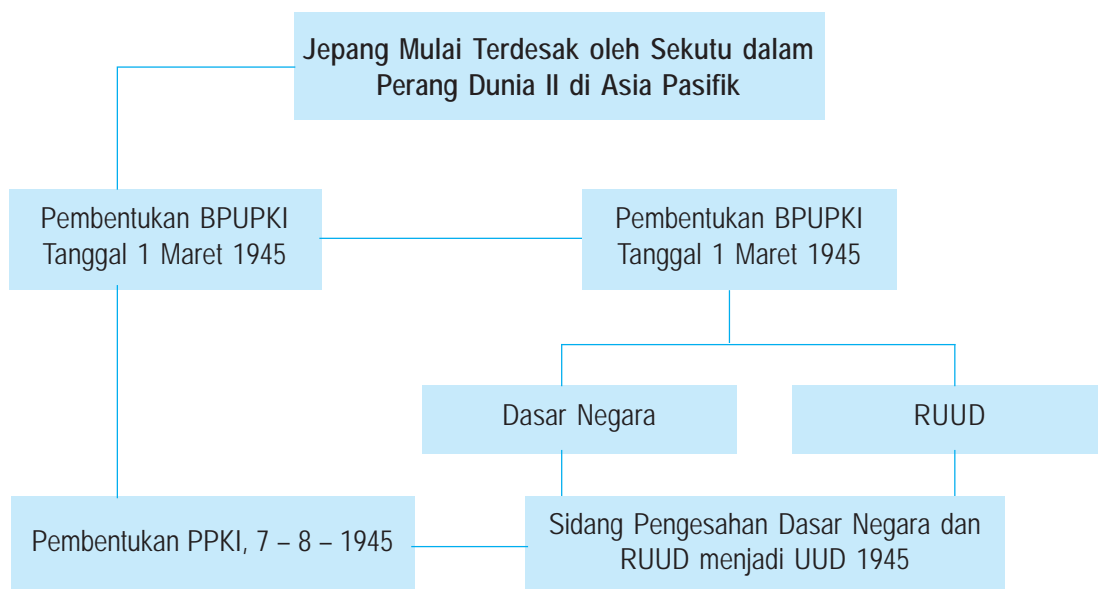 Jepang Mulai Terdesak oleh Sekutu dalam
Perang Dunia II di Asia Pasifik
Pembentukan BPUPKI
Tanggal 1 Maret 1945
Pembentukan BPUPKI
Tanggal 1 Maret 1945
Dasar Negara
RUUD
Pembentukan PPKI, 7 – 8 – 1945
Sidang Pengesahan Dasar Negara dan
RUUD menjadi UUD 1945